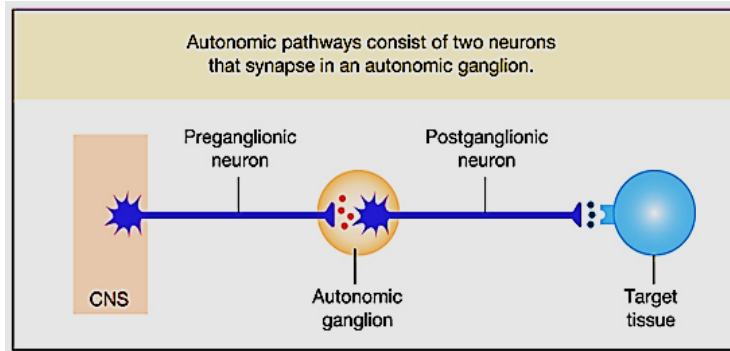 Autonomic pathways consist of two neurons
that synapse in an autonomic ganglion.
Preganglionic
neuron
Postganglionic
neuron
CNS
Autonomic
ganglion
Target
tissue